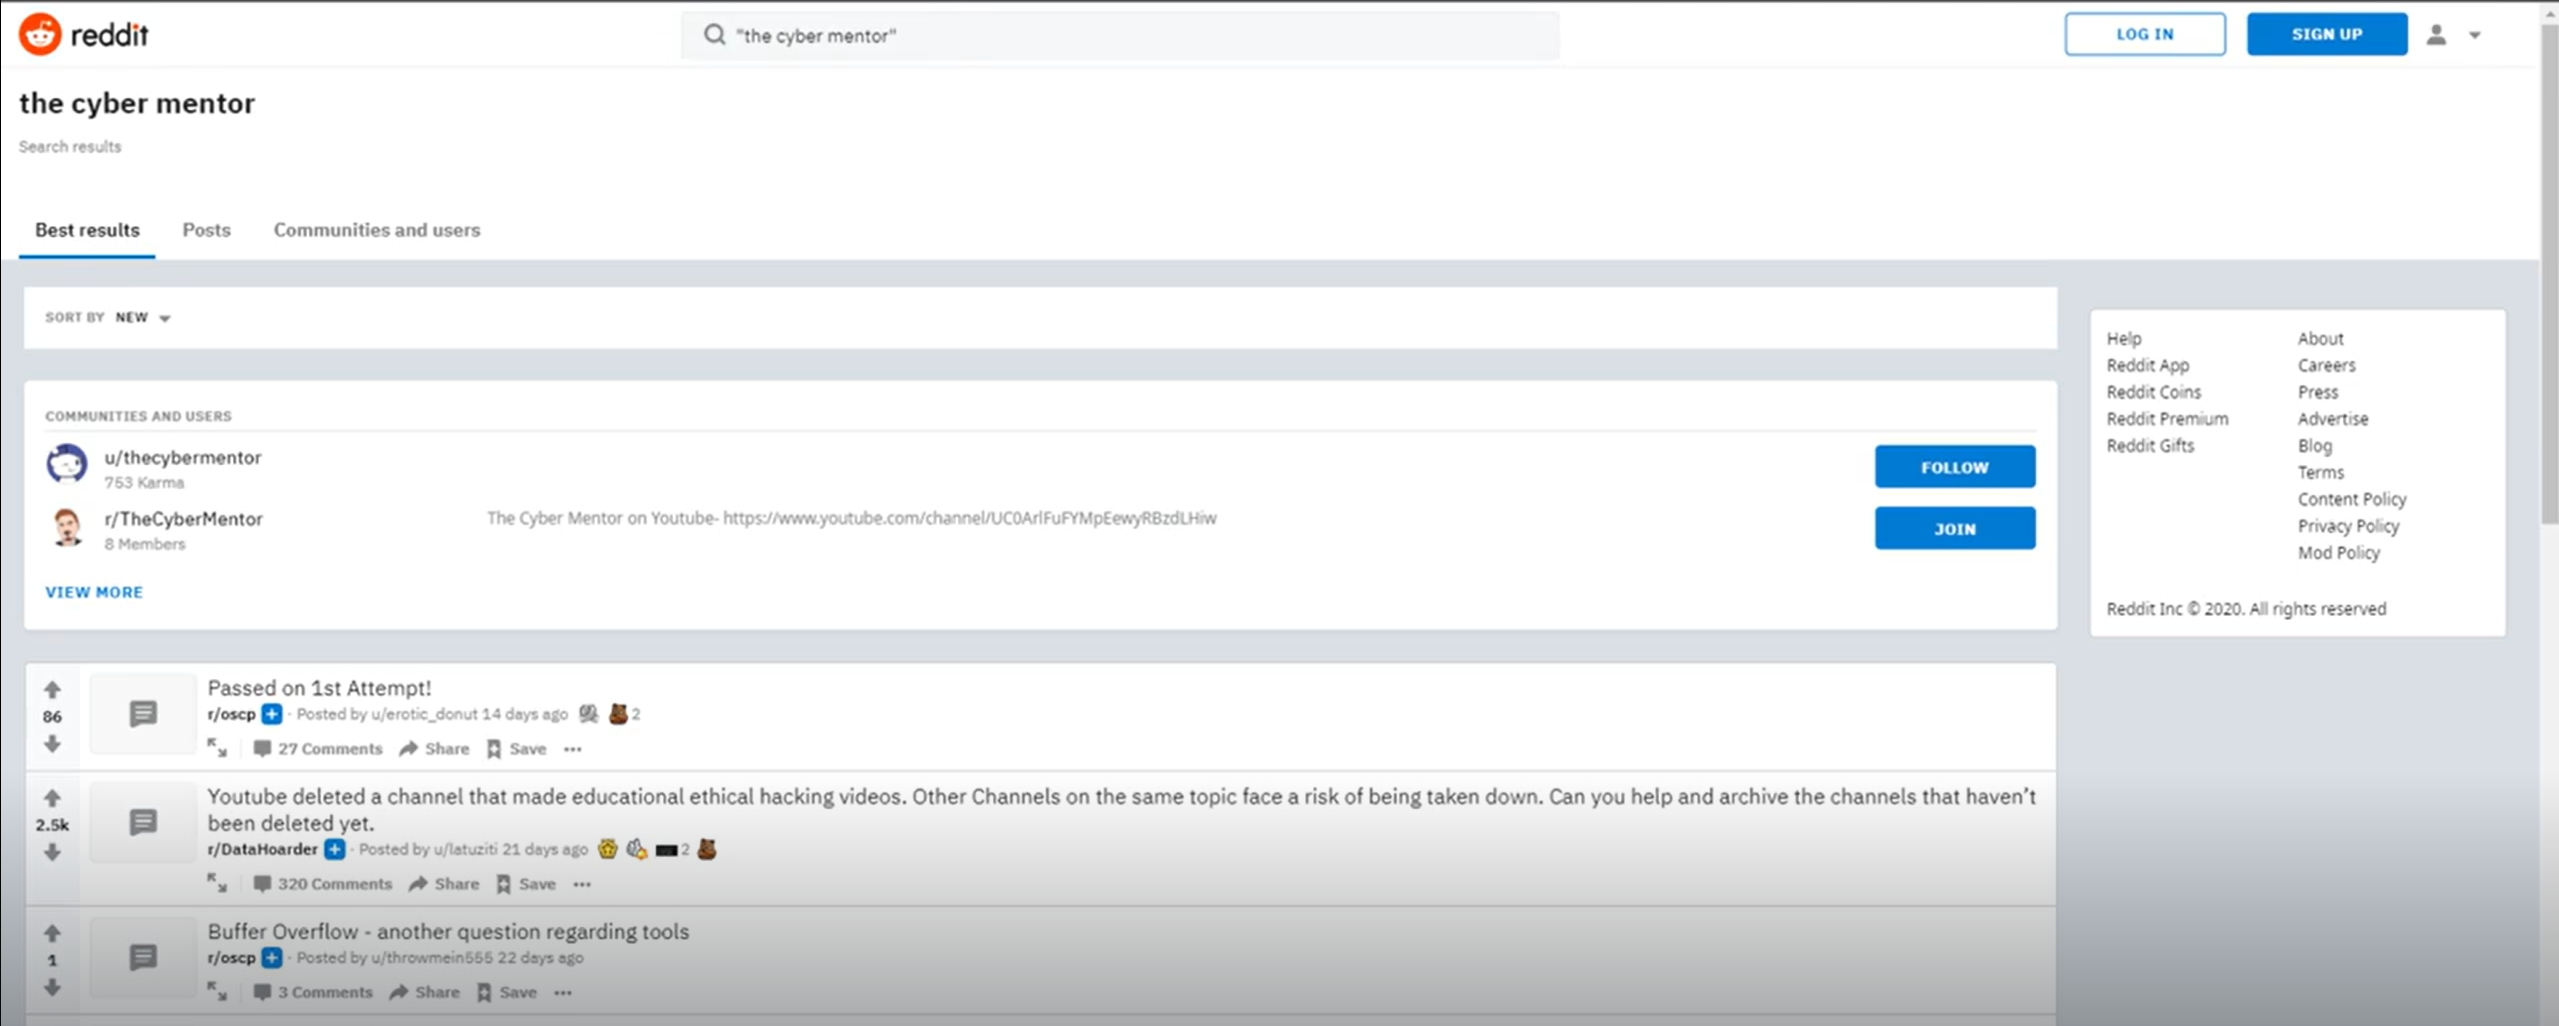 reddit
"the cyber mentor"
LOG IN
SIGN UP
the cyber mentor
Search results
Best results
Posts
Communities and users
SORT BY NEW
COMMUNITIES AND USERS
u/thecybermentor
753 Karma
FOLLOW
r/TheCyberMentor
8 Members
The Cyber Mentor on Youtube- https://www.youtube.com/channel/UC0ArlFuFYMpEewyRBzdLHiw
JOIN
VIEW MORE
86
Passed on 1st Attempt!
r/oscp · Posted by u/erotic_donut 14 days ago 2
27 Comments Share Save ···
2.5k
Youtube deleted a channel that made educational ethical hacking videos. Other Channels on the same topic face a risk of being taken down. Can you help and archive the channels that haven't
been deleted yet.
r/DataHoarder · Posted by u/latuziti 21 days ago 2
320 Comments Share Save ···
1
Buffer Overflow - another question regarding tools
r/oscp · Posted by u/throwmein555 22 days ago
3 Comments Share Save ···
Help
Reddit App
Reddit Coins
Reddit Premium
Reddit Gifts
About
Careers
Press
Advertise
Blog
Terms
Content Policy
Privacy Policy
Mod Policy
Reddit Inc © 2020. All rights reserved